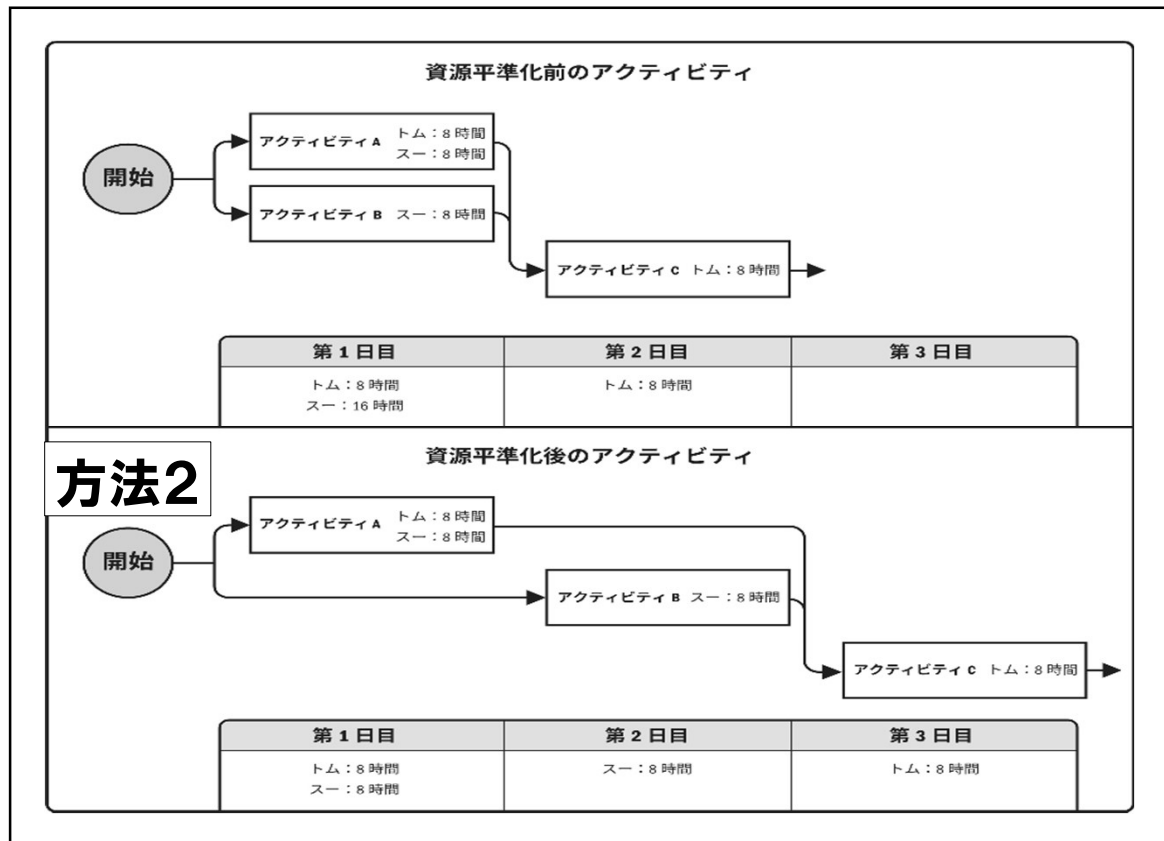 資源平準化前のアクティビティ
開始
アクティビティ A トム：8 時間
スー：8 時間
アクティビティ B スー：8 時間
アクティビティ C トム：8 時間
第 1 日目 第 2 日目 第 3 日目
トム：8 時間 トム：8 時間
スー：16 時間
方法2
資源平準化後のアクティビティ
開始
アクティビティ A トム：8 時間
スー：8 時間
アクティビティ B スー：8 時間
アクティビティ C トム：8 時間
第 1 日目 第 2 日目 第 3 日目
トム：8 時間 スー：8 時間 トム：8 時間
スー：8 時間